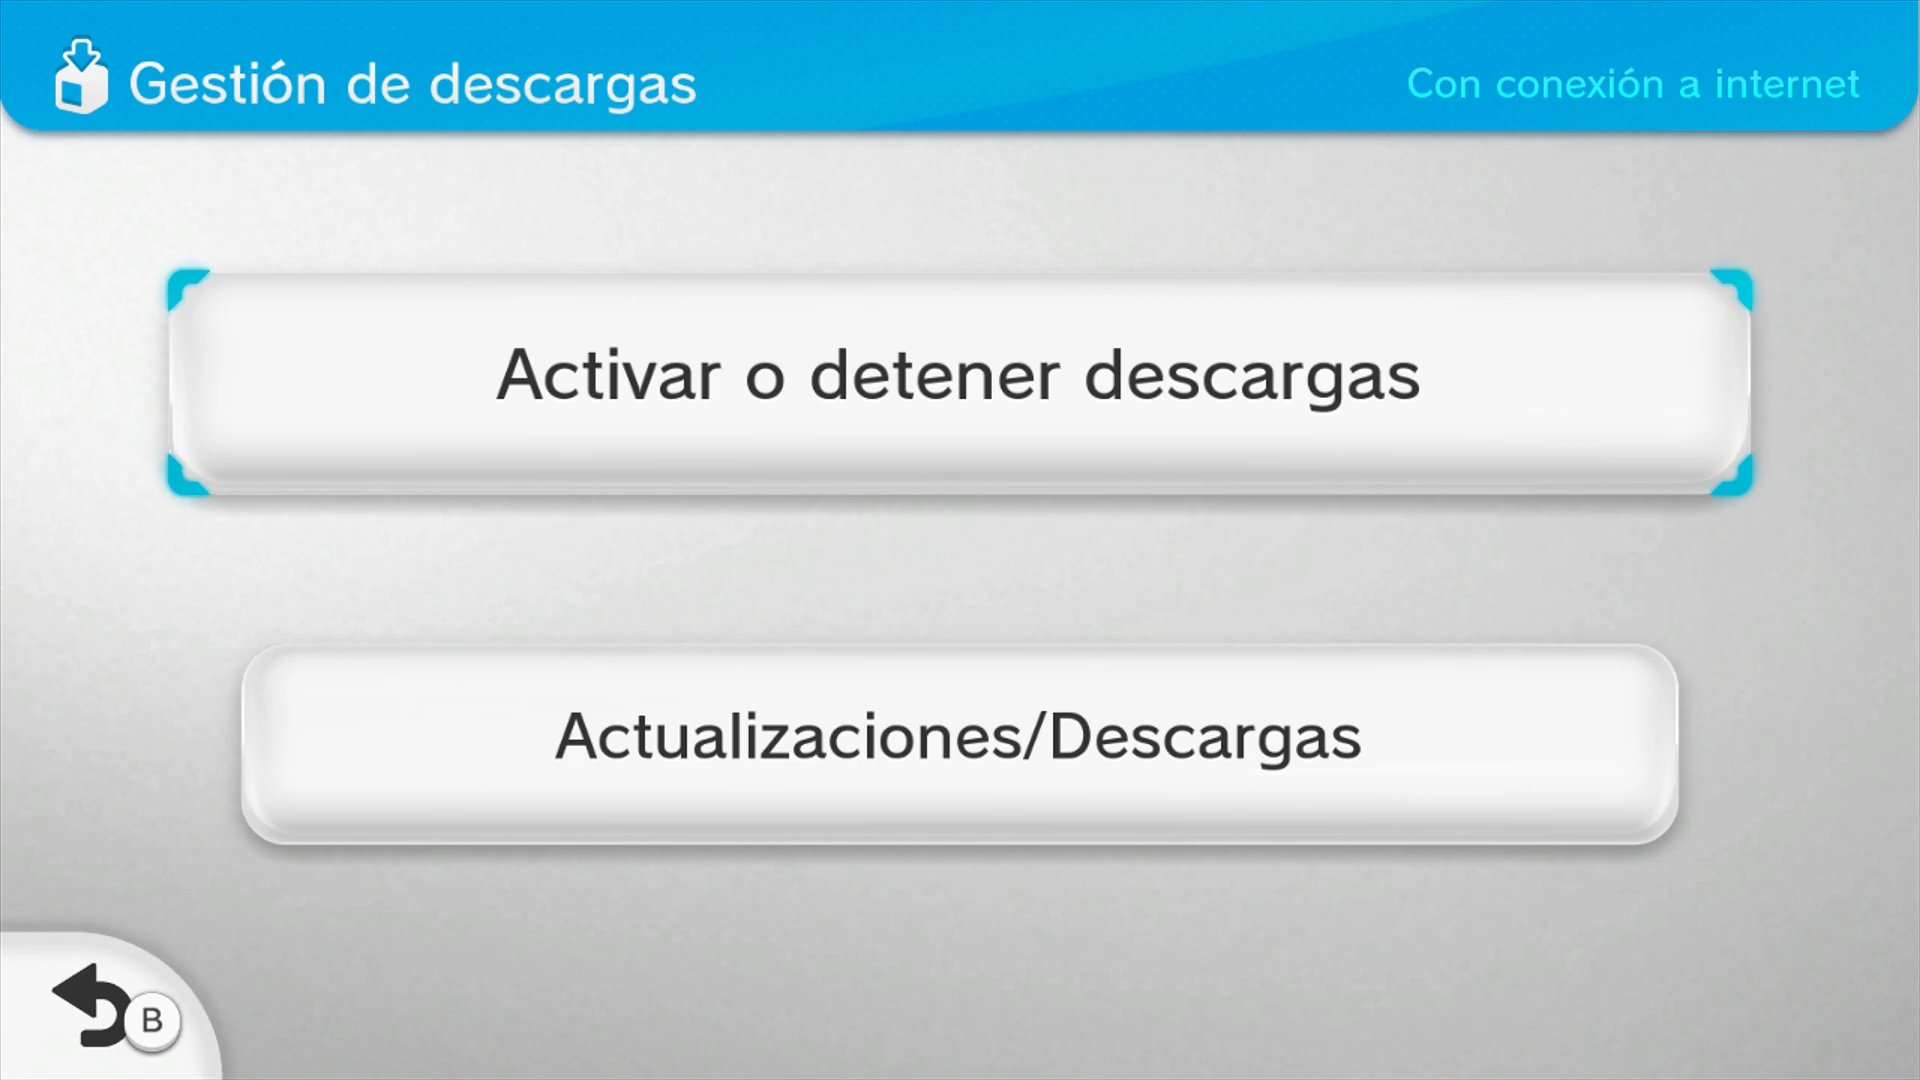 Gestión de descargas
Con conexión a internet
Activar o detener descargas
Actualizaciones/Descargas
B